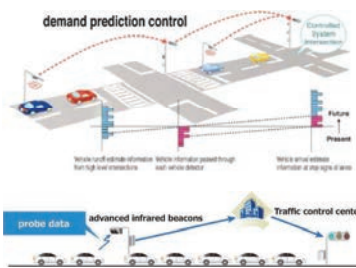 demand prediction control
Controlled
System
intersections
Future
Present
Vehicle runoff estimate information
from high level intersections
Vehicle information passed through
each vehicle detector
Vehicle arrival estimate
information at stop signs of lanes
probe data
advanced infrared beacons
Traffic control cente